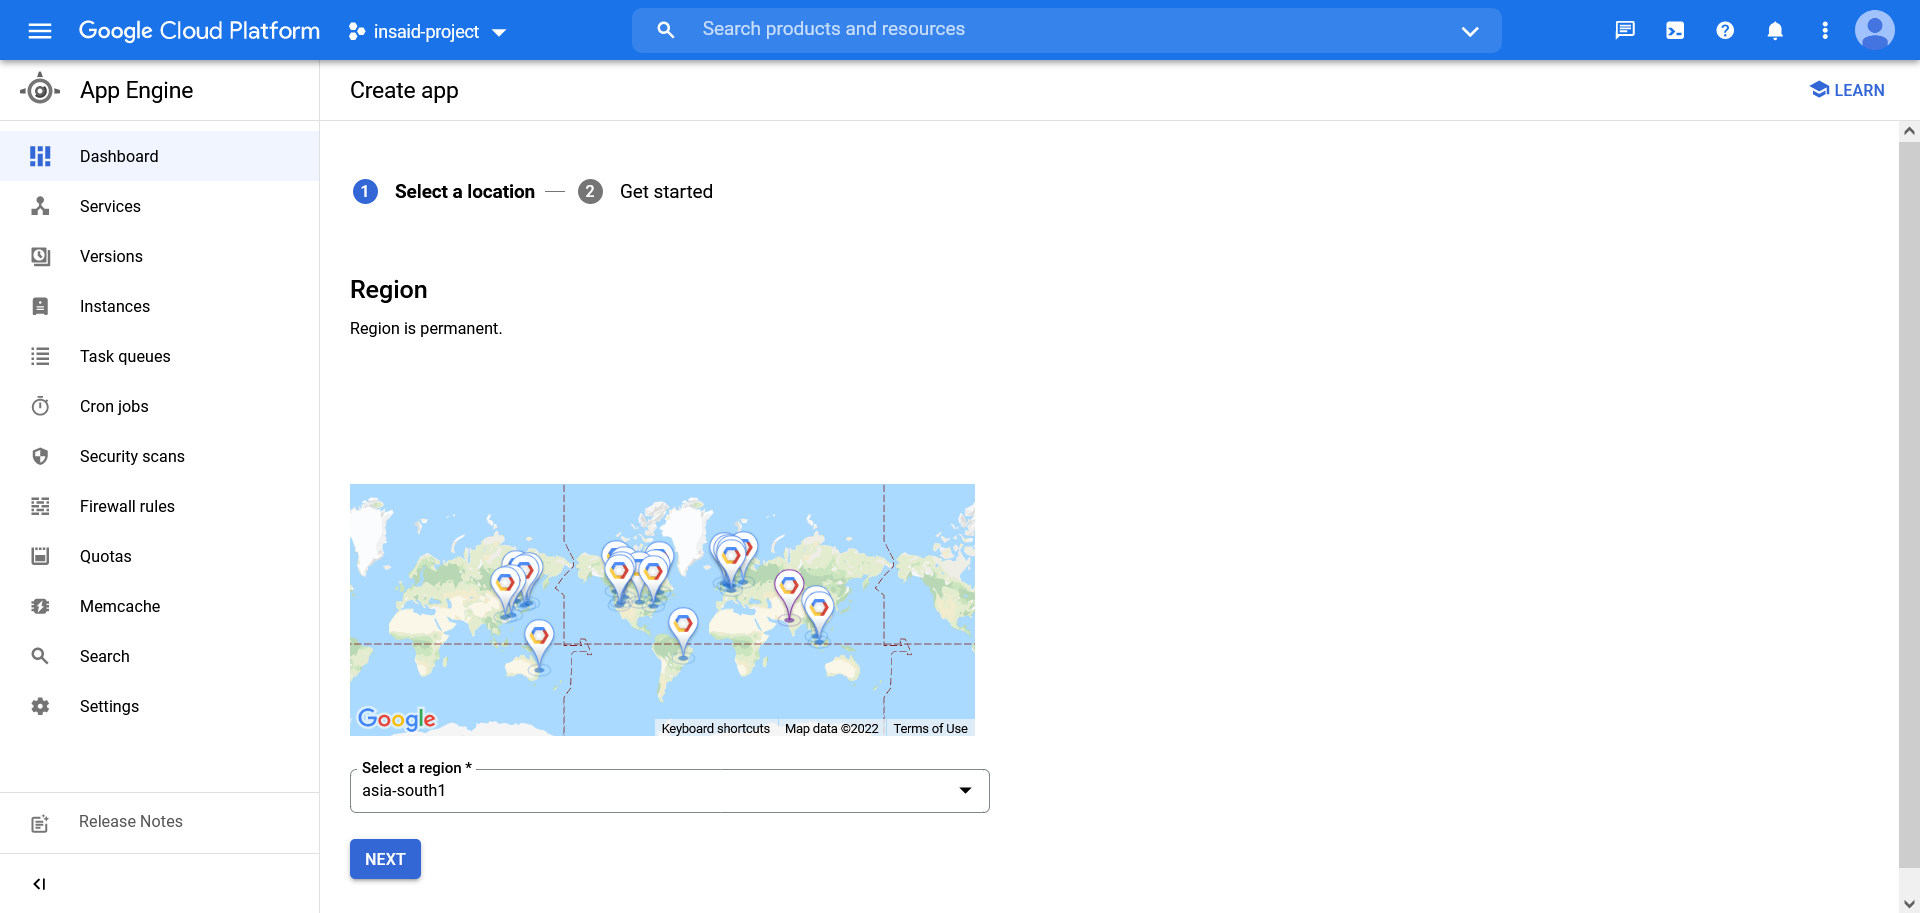 Google Cloud Platform
insaid-project
Search products and resources
App Engine
Create app
LEARN
Dashboard
Services
Versions
Instances
Task queues
Cron jobs
Security scans
Firewall rules
Quotas
Memcache
Search
Settings
Release Notes
1 Select a location — 2 Get started
Region
Region is permanent.
Google
Keyboard shortcuts Map data ©2022 Terms of Use
Select a region *
asia-south1
NEXT